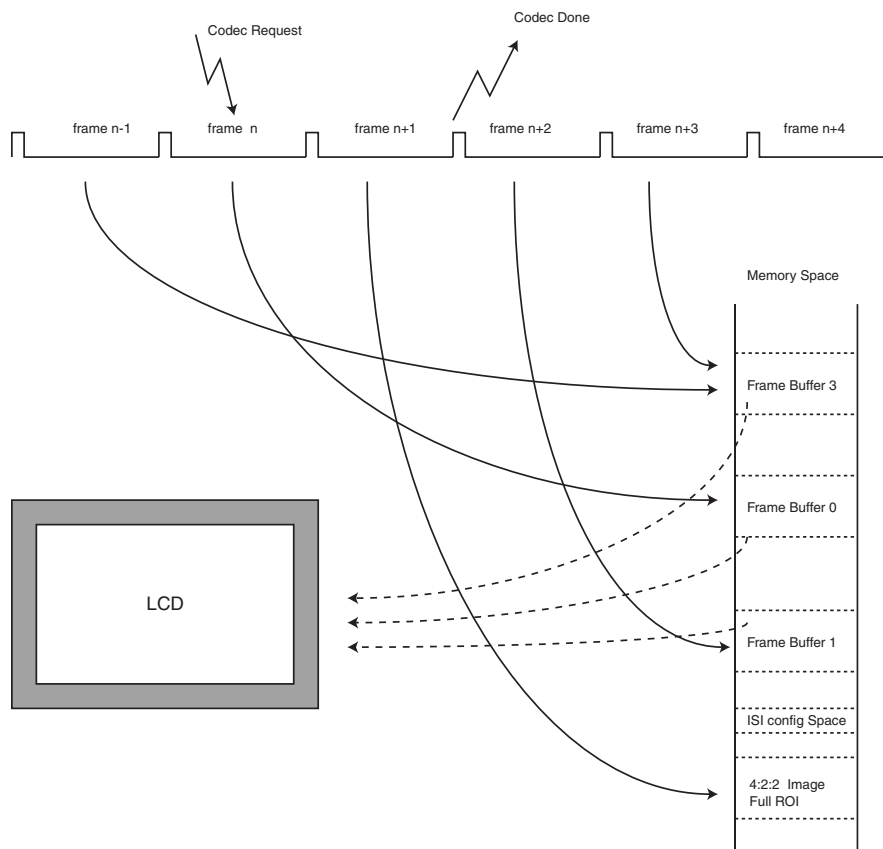 Codec Request
Codec Done
frame n-1
frame n
frame n+1
frame n+2
frame n+3
frame n+4
Memory Space
Frame Buffer 3
Frame Buffer 0
LCD
Frame Buffer 1
ISI config Space
4:2:2 Image
Full ROI